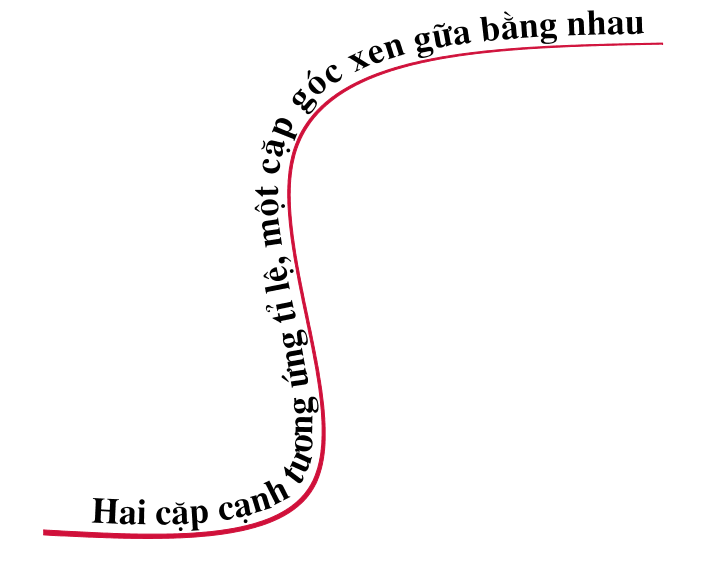 Hai cặp cạnh tương ứng tỉ lệ, một cặp góc xen gữa bằng nhau